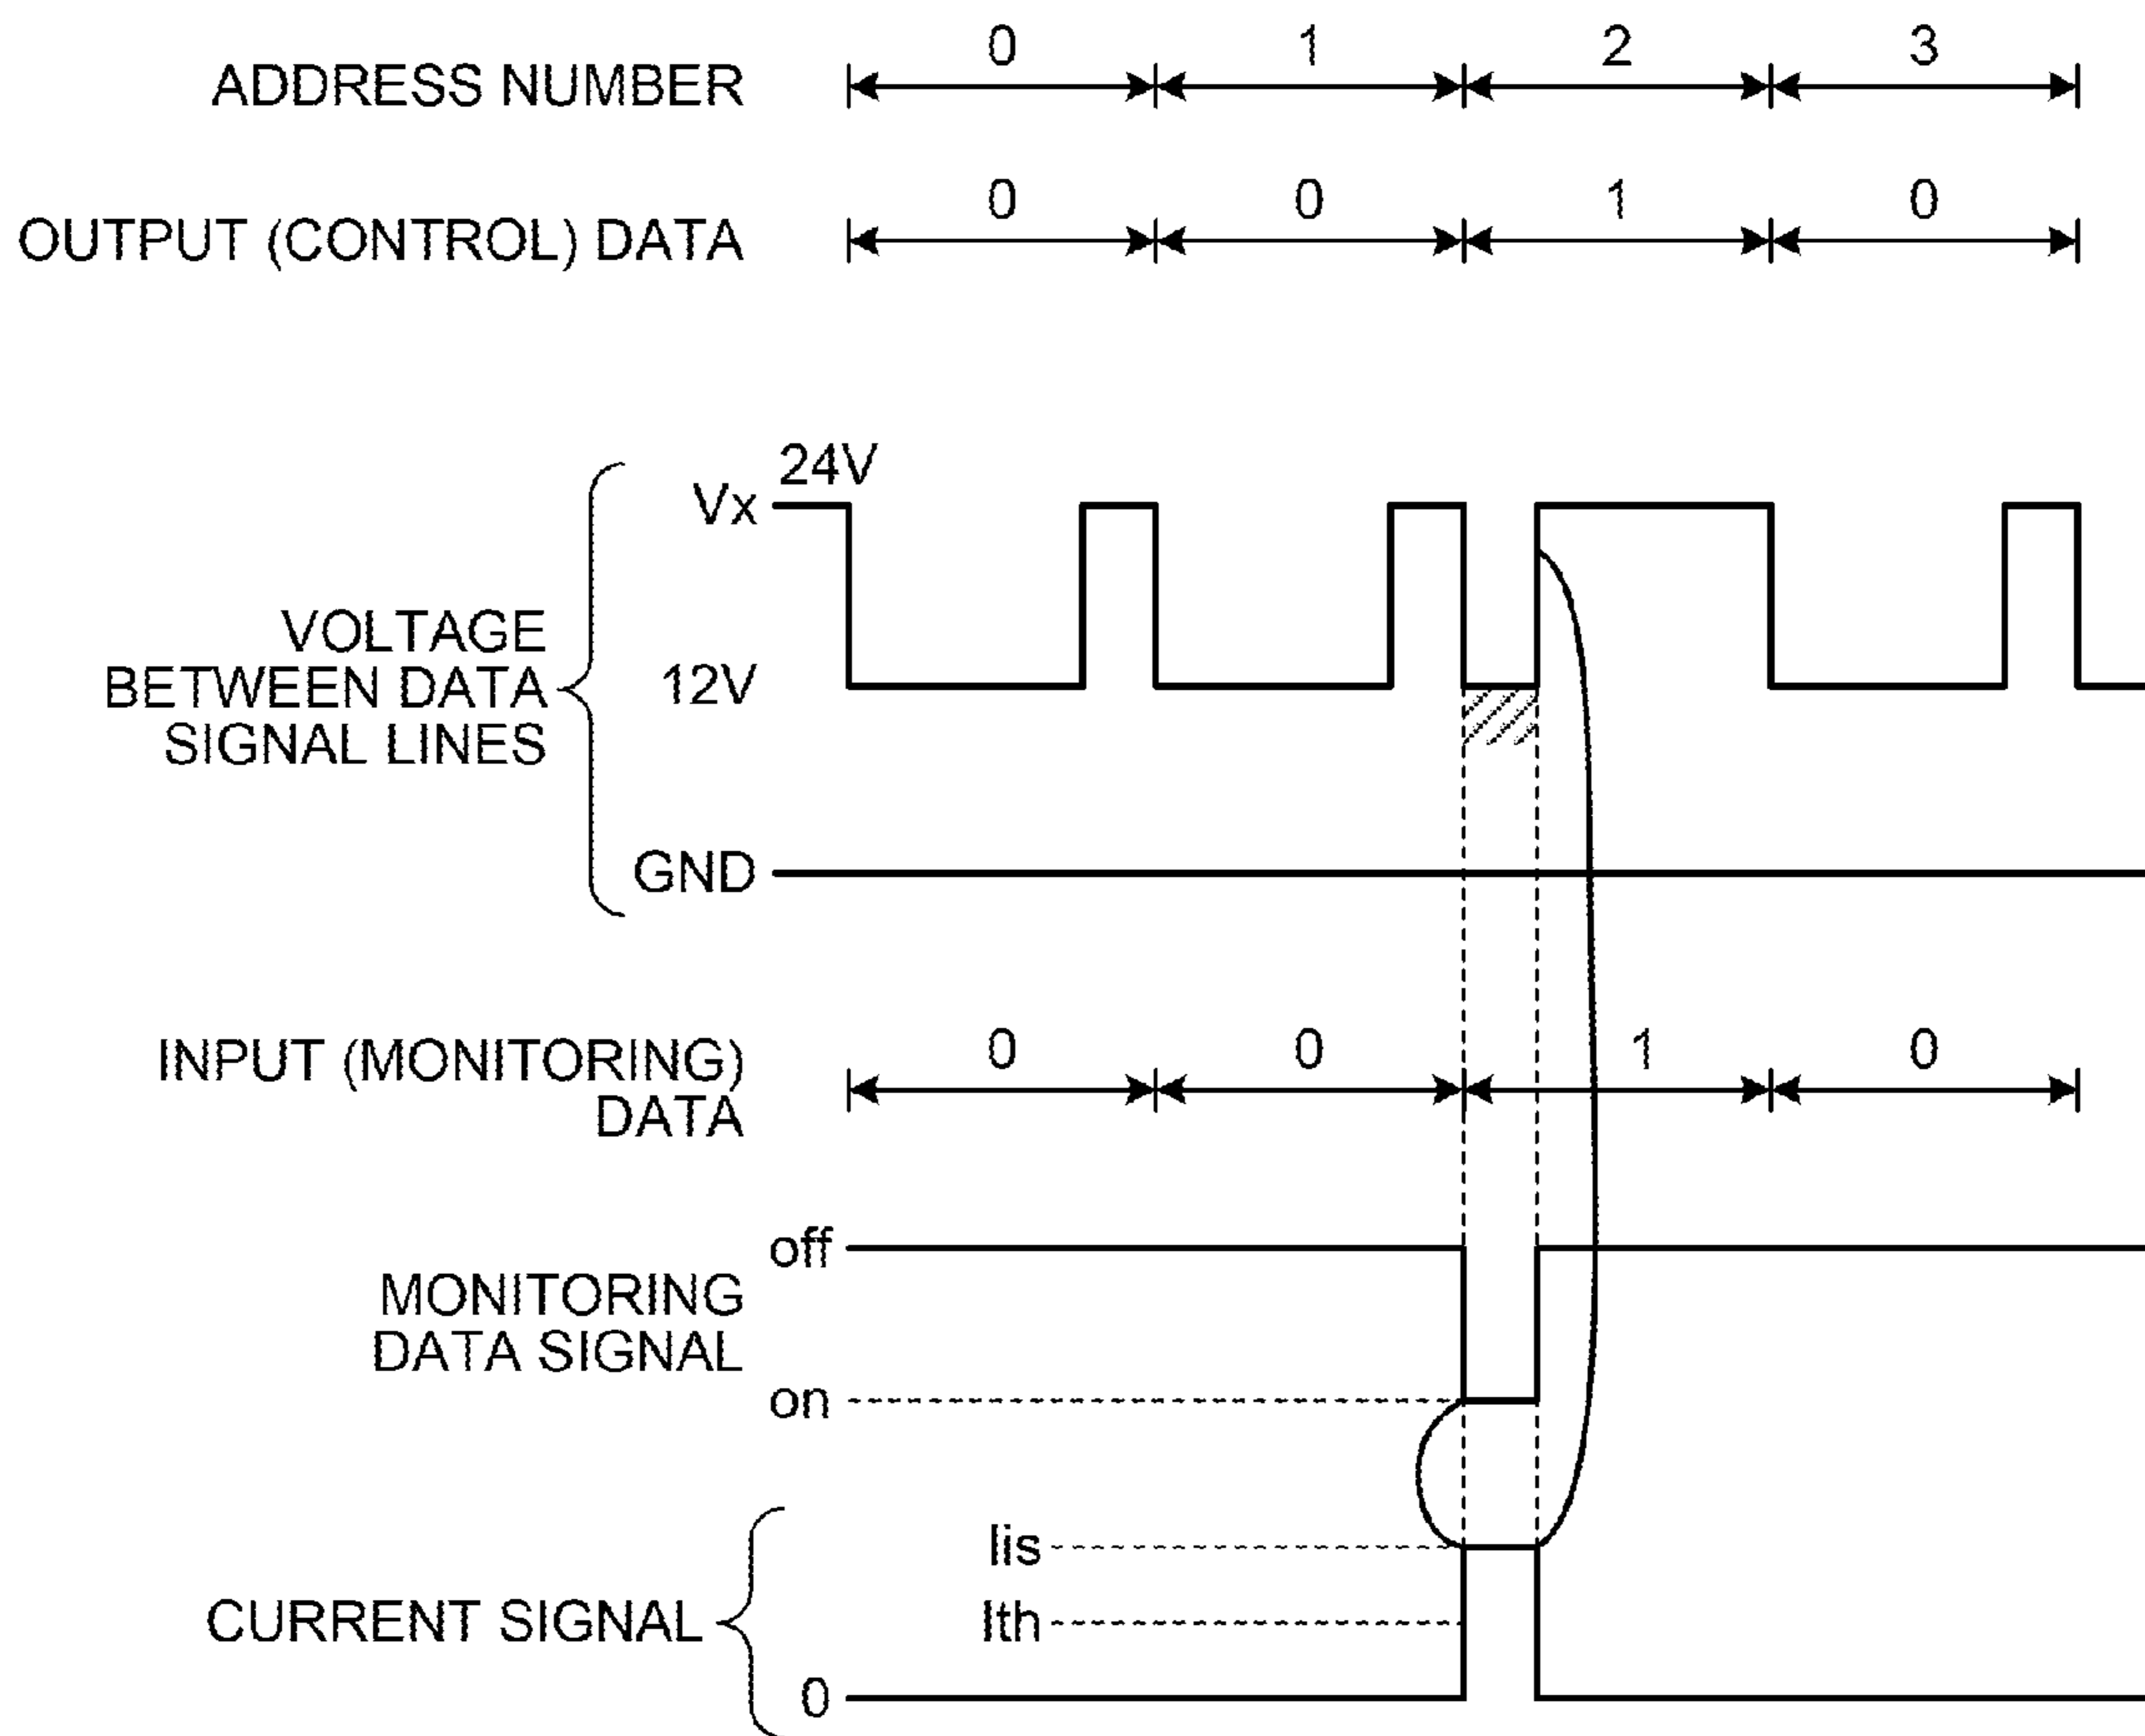 ADDRESS NUMBER 0 1 2 3
OUTPUT (CONTROL) DATA 0 0 1 0
24V
Vx
VOLTAGE
BETWEEN DATA
SIGNAL LINES
12V
GND
INPUT (MONITORING)
DATA
0 0 1 0
off
MONITORING
DATA SIGNAL
on
Iis
CURRENT SIGNAL
Ith
0